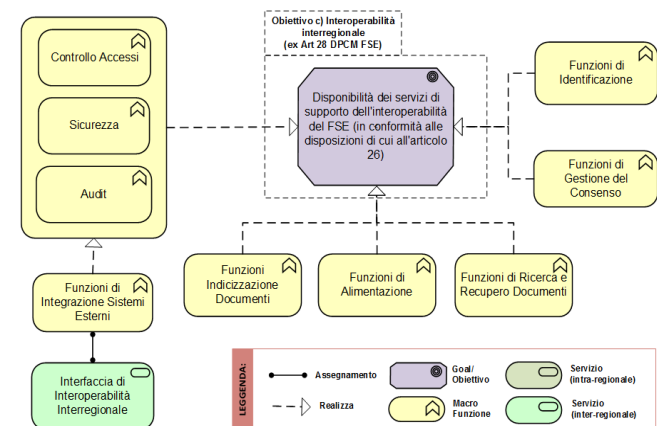 Obiettivo c) Interoperabilità
interregionale
(ex Art 28 DPCM FSE)
Controllo Accessi
Sicurezza
Audit
Disponibilità dei servizi di
supporto dell'interoperabilità
del FSE (in conformità alle
disposizioni di cui all'articolo
26)
Funzioni di
Identificazione
Funzioni di
Gestione del
Consenso
Funzioni
Indicizzazione
Documenti
Funzioni di
Alimentazione
Funzioni di Ricerca e
Recupero Documenti
Funzioni di
Integrazione Sistemi
Esterni
Interfaccia di
Interoperabilità
Interregionale
LEGGENDA:
Assegnamento
Realizza
Goal/
Obiettivo
Macro
Funzione
Servizio
(intra-regionale)
Servizio
(inter-regionale)